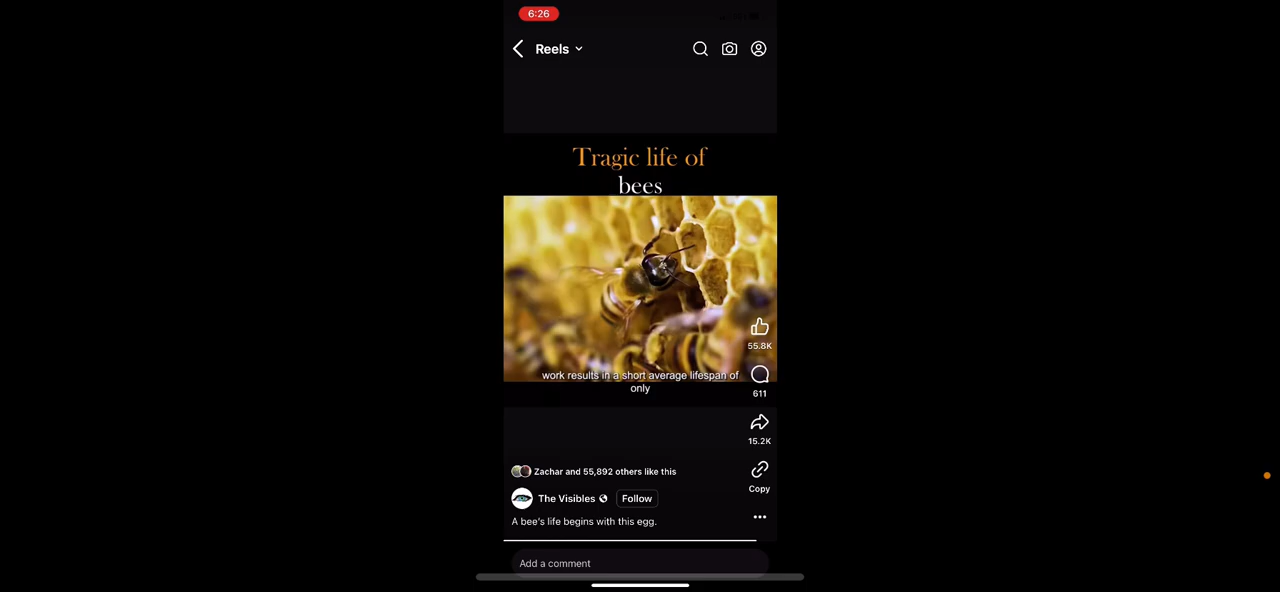 6:26
Reels
Tragic life of
bees
55.8K
work results in a short average lifespan of
only
611
15.2K
Zachar and 55,892 others like this
Copy
The Visibles
Follow
A bee's life begins with this egg.
Add a comment